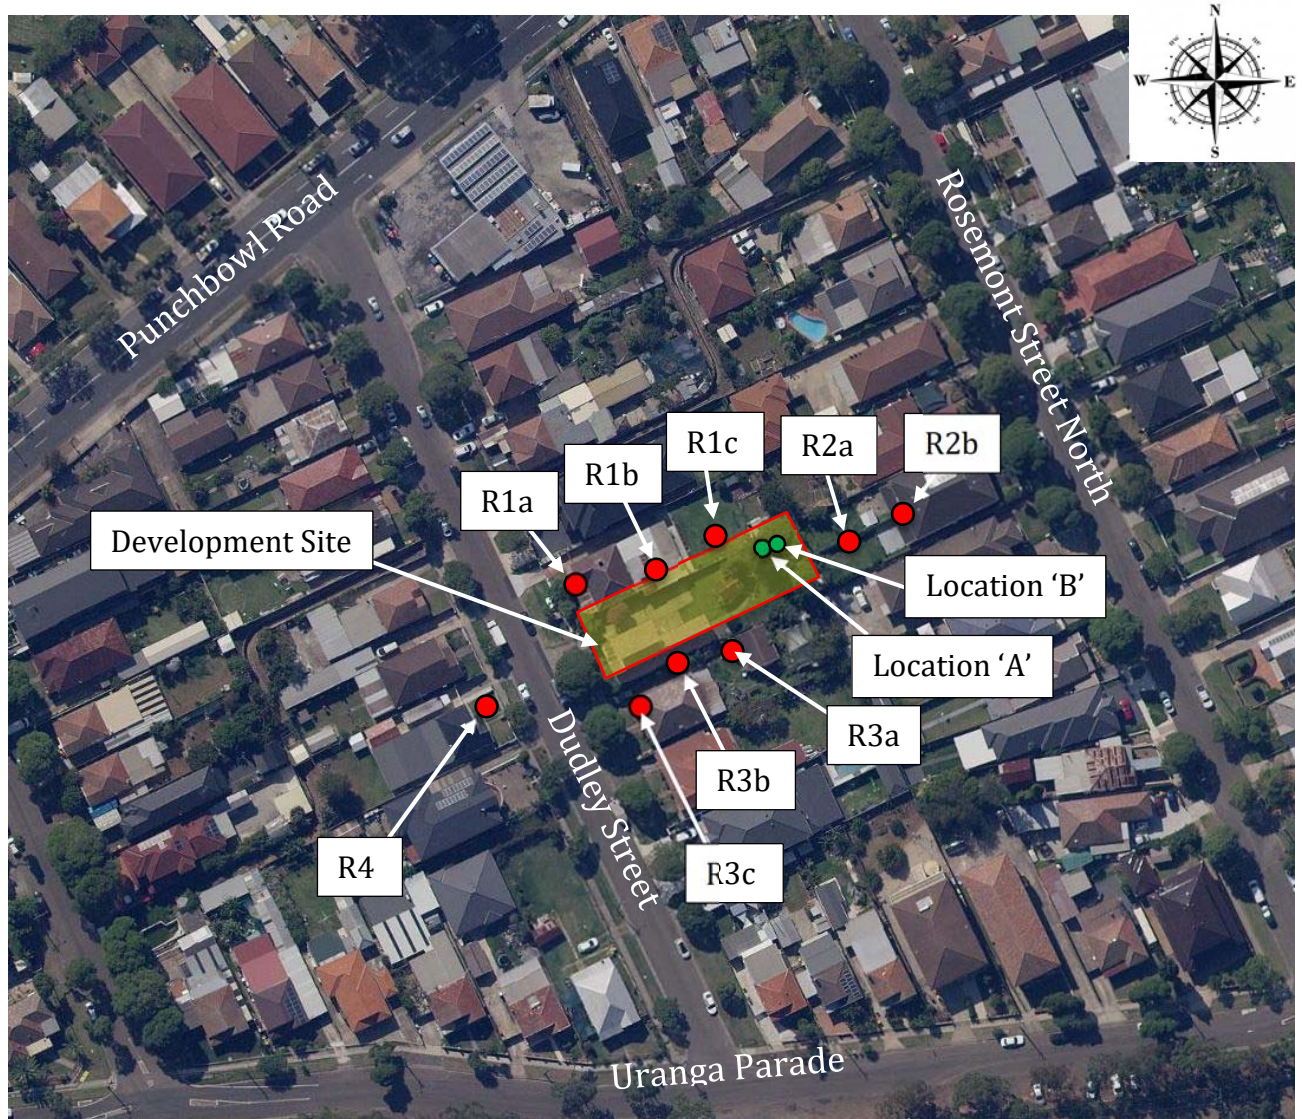 N
W
E
S
Punchbowl Road
Rosemont Street North
R1c
R2a
R2b
R1b
R1a
Development Site
Location 'B'
Location 'A'
R3a
R3b
R4
R3c
Dudley Street
Uranga Parade